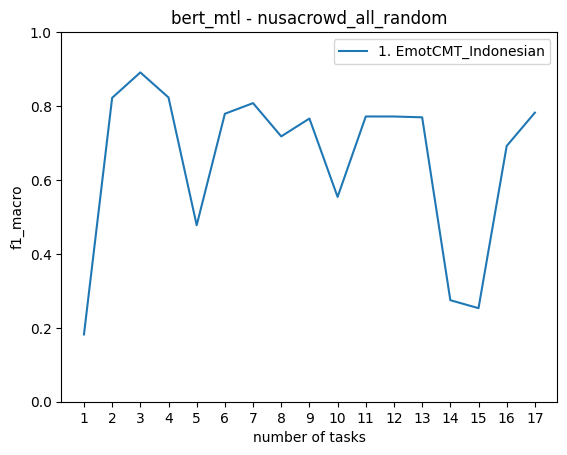 bert_mtl - nusacrowd_all_random
1. EmotCMT_Indonesian
1.0
0.8
0.6
0.4
0.2
0.0
f1_macro
1 2 3 4 5 6 7 8 9 10 11 12 13 14 15 16 17
number of tasks